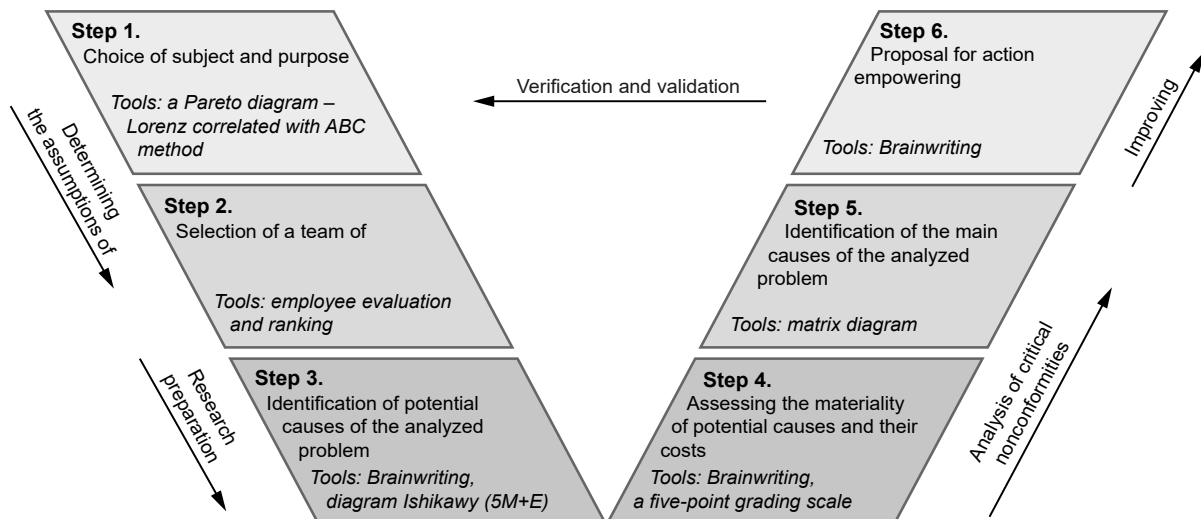 Step 1.
Choice of subject and purpose
Tools: a Pareto diagram –
Lorenz correlated with ABC
method
Determining
the assumptions of
Step 2.
Selection of a team of
Tools: employee evaluation
and ranking
Research
preparation
Step 3.
Identification of potential
causes of the analyzed
problem
Tools: Brainwriting,
diagram Ishikawy (5M+E)
Step 4.
Assessing the materiality
of potential causes and their
costs
Tools: Brainwriting,
a five-point grading scale
Analysis of critical
nonconformities
Step 5.
Identification of the main
causes of the analyzed
problem
Tools: matrix diagram
Step 6.
Proposal for action
empowering
Tools: Brainwriting
Improving
Verification and validation